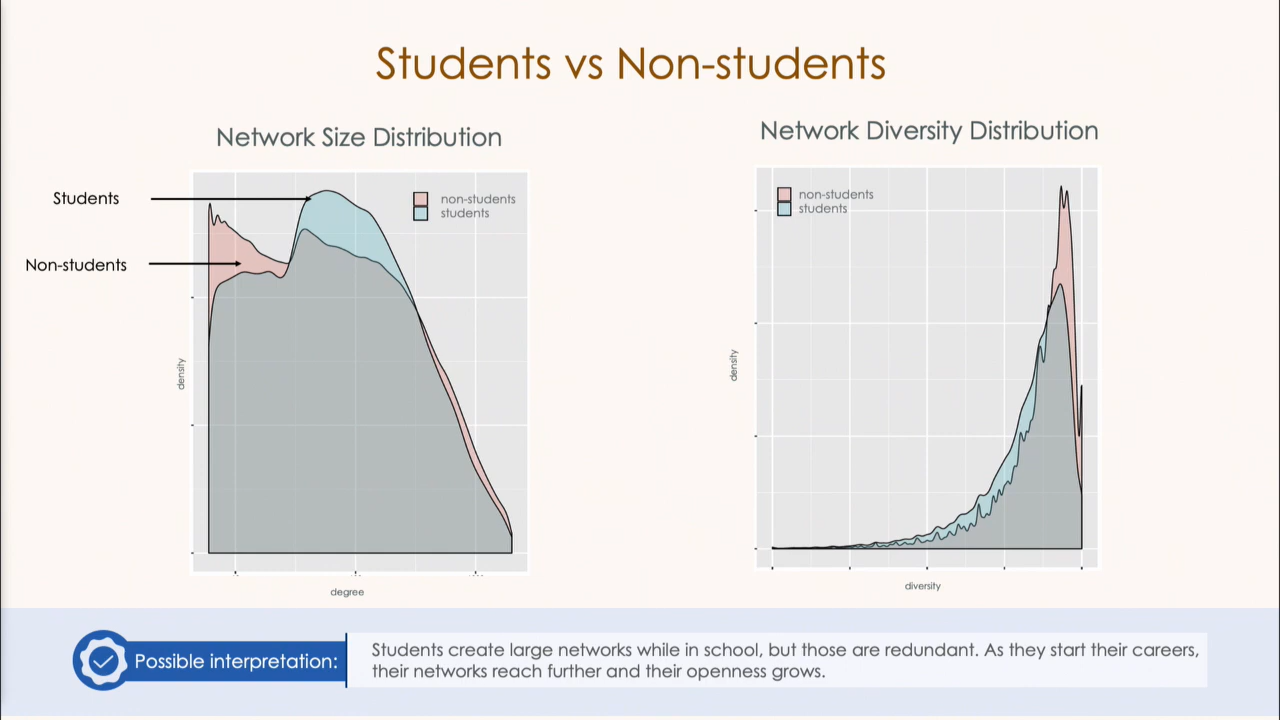 Students vs Non-students
Network Size Distribution
Students
Non-students
non-students
students
density
degree
Network Diversity Distribution
non-students
students
density
diversity
Possible interpretation:
Students create large networks while in school, but those are redundant. As they start their careers,
their networks reach further and their openness grows.